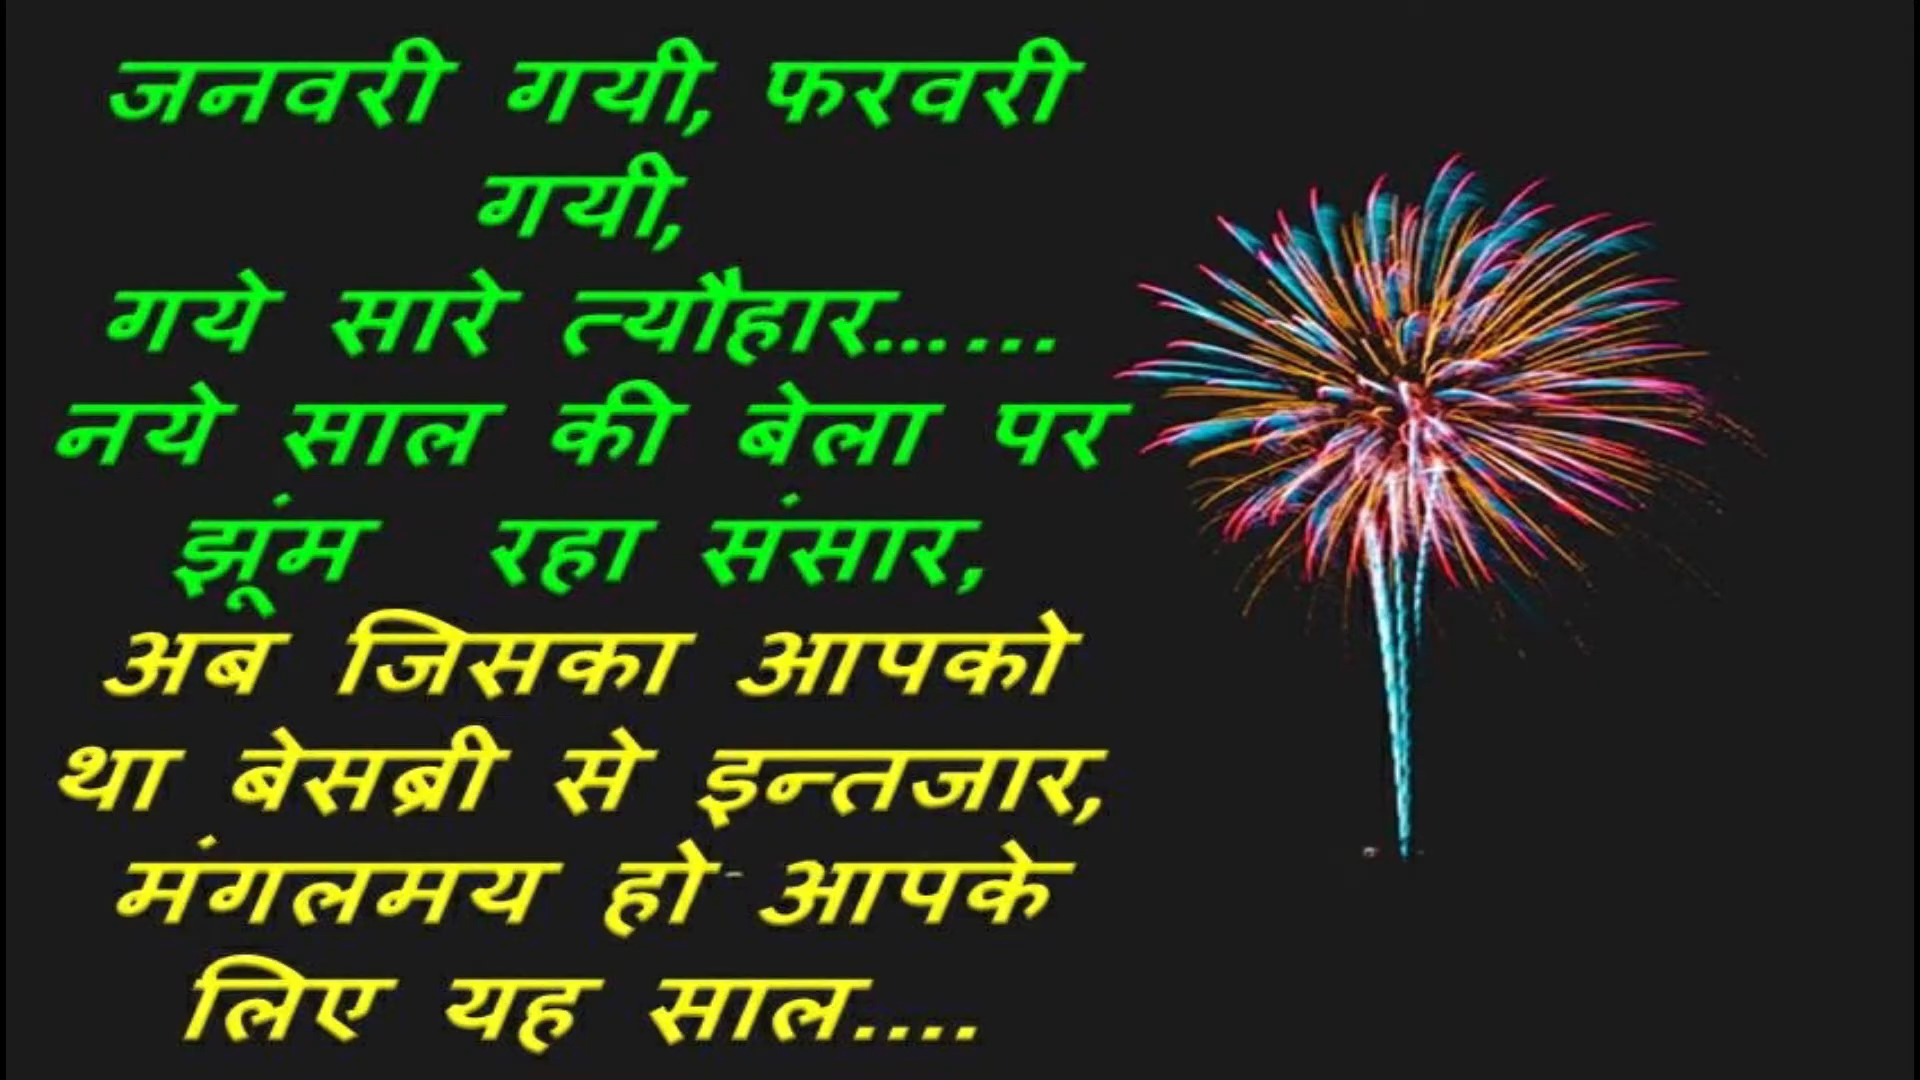 जनवरी गयी, फरवरी
गयी,
गये सारे त्यौहार......
नये साल की बेला पर
झूंम रहा संसार,
अब जिसका आपको
था बेसब्री से इन्तजार,
मंगलमय हो आपके
लिए यह साल....